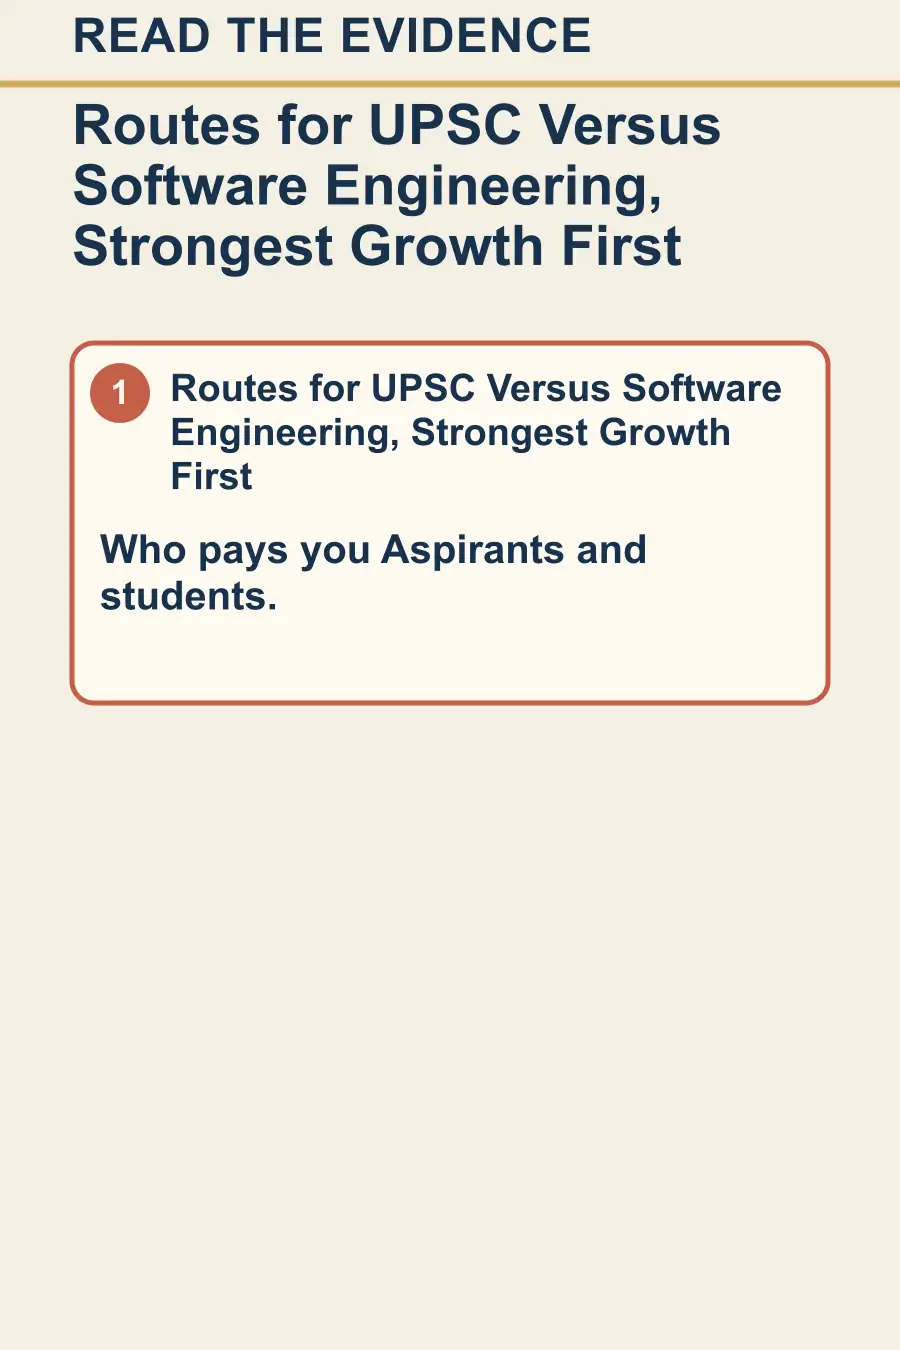 READ THE EVIDENCE
Routes for UPSC Versus
Software Engineering,
Strongest Growth First
1
Routes for UPSC Versus Software
Engineering, Strongest Growth
First
Who pays you Aspirants and
students.